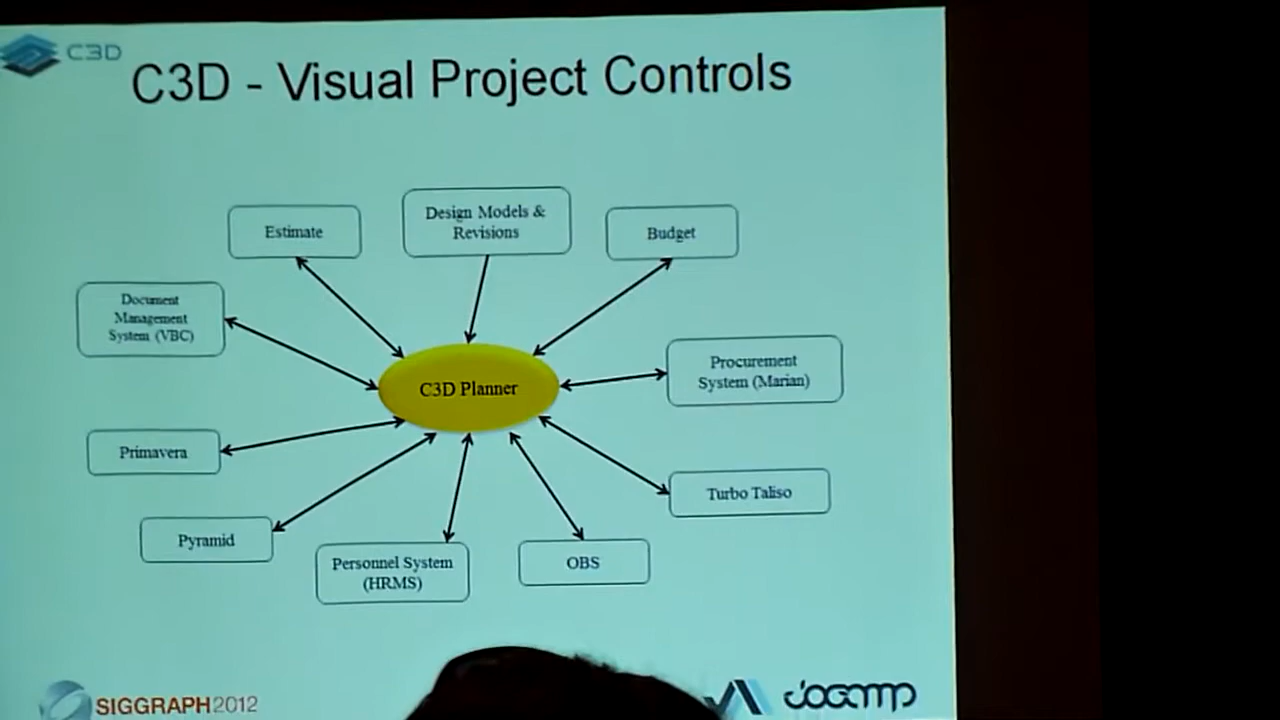 C3D
C3D - Visual Project Controls
Estimate
Design Models &
Revisions
Budget
Document
Management
System (VBC)
Procurement
System (Marian)
C3D Planner
Primavera
Turbo Taliso
Pyramid
Personnel System
(HRMS)
OBS
SIGGRAPH2012
JOGAMP